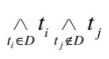 ∧ t_i ∧ t_j
t_i∈D t_j∉D